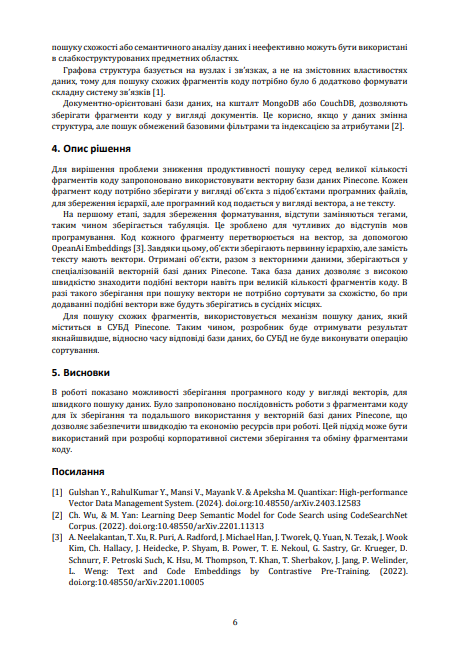 пошуку схожості або семантичного аналізу даних і неефективно можуть бути використані
в слабкоструктурованих предметних областях.
Графова структура базується на вузлах і зв’язках, а не на змістовних властивостях
даних, тому для пошуку схожих фрагментів коду потрібно було б додатково формувати
складну систему зв’язків [1].
Документно-орієнтовані бази даних, на кшталт MongoDB або CouchDB, дозволяють
зберігати фрагменти коду у вигляді документів. Це корисно, якщо у даних змінна
структура, але пошук обмежений базовими фільтрами та індексацією за атрибутами [2].
4. Опис рішення
Для вирішення проблеми зниження продуктивності пошуку серед великої кількості
фрагментів коду запропоновано використовувати векторну бази даних Pinecone. Кожен
фрагмент коду потрібно зберігати у вигляді об’єкта з підоб’єктами програмних файлів,
для збереження ієрархії, але програмний код подається у вигляді вектора, а не тексту.
На першому етапі, задля збереження форматування, відступи заміняються тегами,
таким чином зберігається табуляція. Це зроблено для чутливих до відступів мов
програмування. Код кожного фрагменту перетворюється на вектор, за допомогою
OpeanAi Embeddings [3]. Завдяки цьому, об’єкти зберігають первинну ієрархію, але замість
тексту мають вектори. Отримані об’єкти, разом з векторними даними, зберігаються у
спеціалізованій векторній базі даних Pinecone. Така база даних дозволяє з високою
швидкістю знаходити подібні вектори навіть при великій кількості фрагментів коду. В
разі такого зберігання при пошуку вектори не потрібно сортувати за схожістю, бо при
додаванні подібні вектори вже будуть зберігатись в сусідніх місцях.
Для пошуку схожих фрагментів, використовується механізм пошуку даних, який
міститься в СУБД Pinecone. Таким чином, розробник буде отримувати результат
якнайшвидше, відносно часу відповіді бази даних, бо СУБД не буде виконувати операцію
сортування.
5. Висновки
В роботі показано можливості зберігання програмного коду у вигляді векторів, для
швидкого пошуку даних. Було запропоновано послідовність роботи з фрагментами коду
для їх зберігання та подальшого використання у векторній базі даних Pinecone, що
дозволяє забезпечити швидкодію та економію ресурсів при роботі. Цей підхід може бути
використаний при розробці корпоративної системи зберігання та обміну фрагментами
коду.
Посилання
[1] Gulshan Y., RahulKumar Y., Mansi V., Mayank V. & Apeksha M. Quantixar: High-performance
Vector Data Management System. (2024). doi.org:10.48550/arXiv.2403.12583
[2] Ch. Wu, & M. Yan: Learning Deep Semantic Model for Code Search using CodeSearchNet
Corpus. (2022). doi.org:10.48550/arXiv.2201.11313
[3] A. Neelakantan, T. Xu, R. Puri, A. Radford, J. Michael Han, J. Tworek, Q. Yuan, N. Tezak, J. Wook
Kim, Ch. Hallacy, J. Heidecke, P. Shyam, B. Power, T. E. Nekoul, G. Sastry, Gr. Krueger, D.
Schnurr, F. Petroski Such, K. Hsu, M. Thompson, T. Khan, T. Sherbakov, J. Jang, P. Welinder,
L. Weng: Text and Code Embeddings by Contrastive Pre-Training. (2022).
doi.org:10.48550/arXiv.2201.10005
6